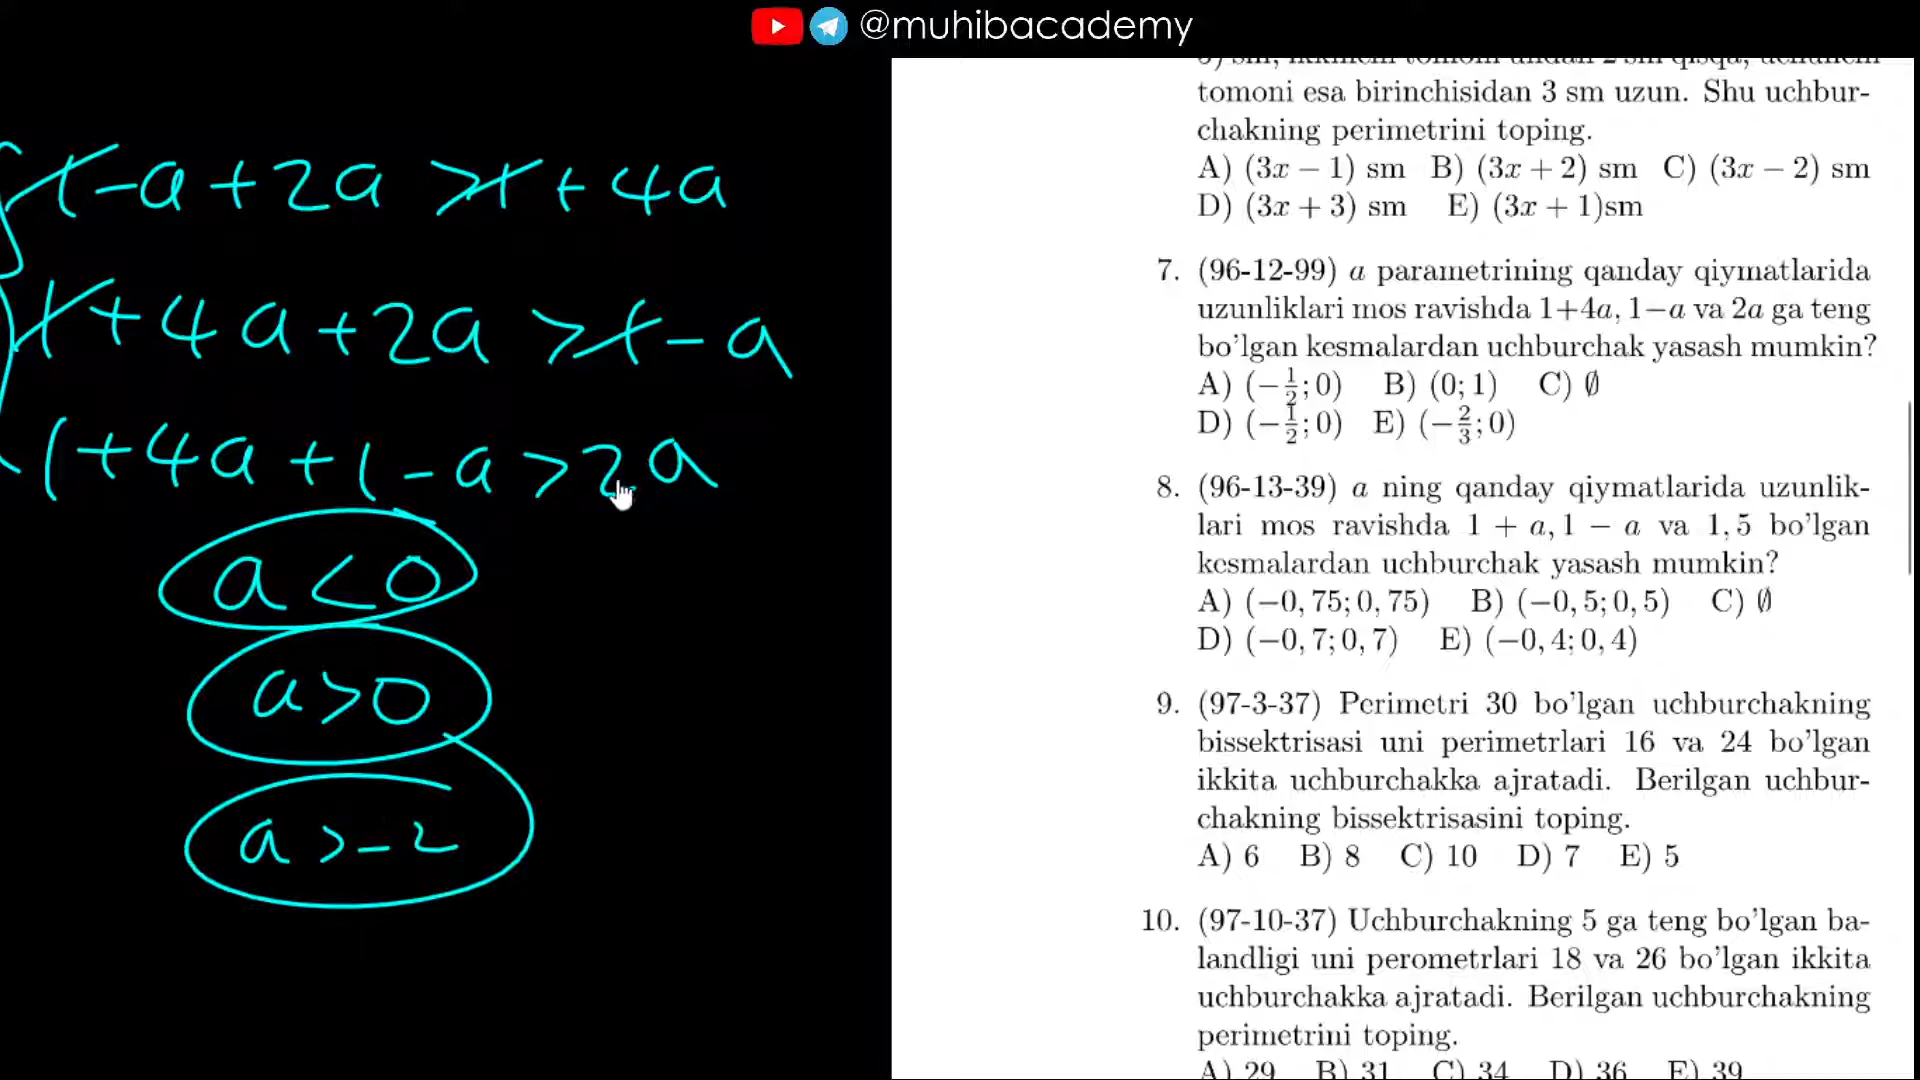 @muhibacademy
1-a+2a>1+4a
1+4a+2a>1-a
1+4a+1-a>2a
a<0
a>0
a>-2
tomoni esa birinchisidan 3 sm uzun. Shu uchbur-
chakning perimetrini toping.
A) (3x − 1) sm B) (3x + 2) sm C) (3x − 2) sm
D) (3x + 3) sm E) (3x + 1)sm
7. (96-12-99) a parametrining qanday qiymatlarida
uzunliklari mos ravishda 1+4a, 1−a va 2a ga teng
bo'lgan kesmalardan uchburchak yasash mumkin?
A) (−1/2; 0) B) (0; 1) C) ∅
D) (−1/2; 0) E) (−2/3; 0)
8. (96-13-39) a ning qanday qiymatlarida uzunlik-
lari mos ravishda 1 + a, 1 − a va 1, 5 bo'lgan
kesmalardan uchburchak yasash mumkin?
A) (−0, 75; 0, 75) B) (−0, 5; 0, 5) C) ∅
D) (−0, 7; 0, 7) E) (−0, 4; 0, 4)
9. (97-3-37) Perimetri 30 bo'lgan uchburchakning
bissektrisasi uni perimetrlari 16 va 24 bo'lgan
ikkita uchburchakka ajratadi. Berilgan uchbur-
chakning bissektrisasini toping.
A) 6 B) 8 C) 10 D) 7 E) 5
10. (97-10-37) Uchburchakning 5 ga teng bo'lgan ba-
landligi uni perometrlari 18 va 26 bo'lgan ikkita
uchburchakka ajratadi. Berilgan uchburchakning
perimetrini toping.
A) 29 B) 31 C) 34 D) 36 E) 39